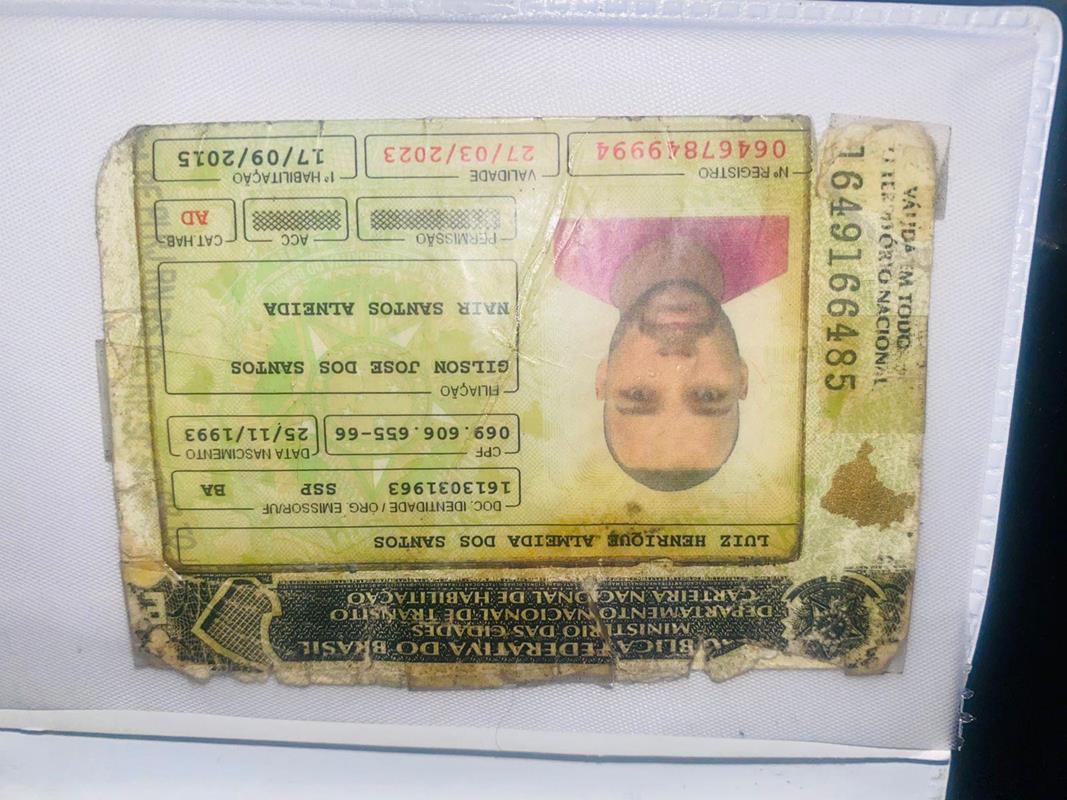 REPÚBLICA FEDERATIVA DO BRASIL
MINISTÉRIO DAS CIDADES
DEPARTAMENTO NACIONAL DE TRÂNSITO
CARTEIRA NACIONAL DE HABILITAÇÃO
LUIZ HENRIQUE ALMEIDA DOS SANTOS
DOC. IDENTIDADE / ORG. EMISSOR/UF
1613031963 SSP BA
CPF
069.606.655-66
DATA NASCIMENTO
25/11/1993
FILIAÇÃO
GILSON JOSE DOS SANTOS
NAIR SANTOS ALMEIDA
PERMISSÃO
ACC
CAT.HAB.
AD
Nº REGISTRO
06467849994
VALIDADE
27/03/2023
1ª HABILITAÇÃO
17/09/2015
VÁLIDA EM TODO
O TERRITÓRIO NACIONAL
1649166485